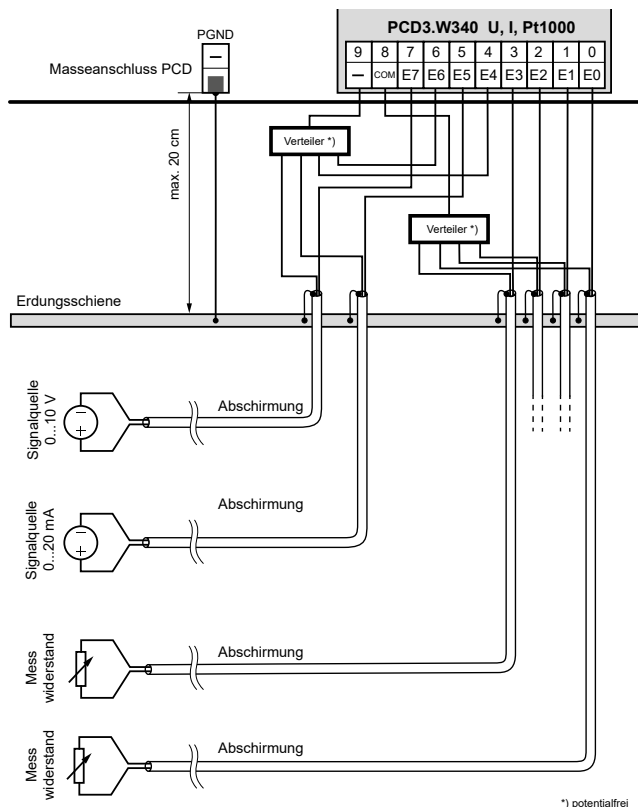 PGND
–
Masseanschluss PCD
max. 20 cm
PCD3.W340 U, I, Pt1000
9 8 7 6 5 4 3 2 1 0
– COM E7 E6 E5 E4 E3 E2 E1 E0
Verteiler *)
Verteiler *)
Erdungsschiene
Signalquelle
0...10 V
–
+
Abschirmung
Signalquelle
0...20 mA
–
+
Abschirmung
Mess
widerstand
Abschirmung
Mess
widerstand
Abschirmung
*) potentialfrei